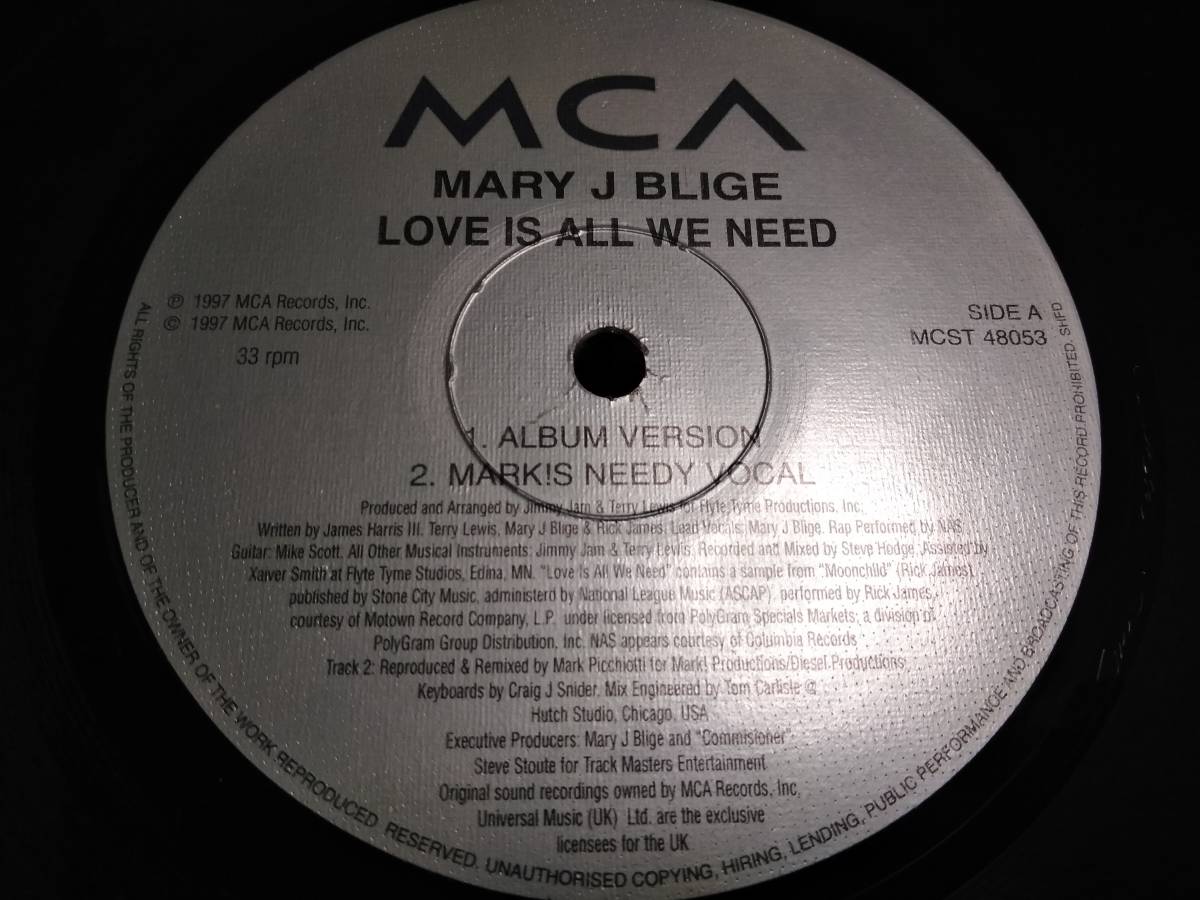 MCA
MARY J BLIGE
LOVE IS ALL WE NEED
℗ 1997 MCA Records, Inc.
© 1997 MCA Records, Inc.
33 rpm
SIDE A
MCST 48053
1. ALBUM VERSION
2. MARK!S NEEDY VOCAL
Produced and Arranged by Jimmy Jam & Terry Lewis for Flyte Tyme Productions, Inc.
Written by James Harris III, Terry Lewis, Mary J Blige & Rick James, Lead Vocals: Mary J Blige, Rap Performed by NAS
Guitar: Mike Scott, All Other Musical Instruments: Jimmy Jam & Terry Lewis, Recorded and Mixed by Steve Hodge, Assisted by
Xaiver Smith at Flyte Tyme Studios, Edina, MN. "Love Is All We Need" contains a sample from "Moonchild" (Rick James)
published by Stone City Music, administerd by National League Music (ASCAP), performed by Rick James,
courtesy of Motown Record Company, L.P. under licensed from PolyGram Specials Markets, a division of
PolyGram Group Distribution, Inc. NAS appears courtesy of Columbia Records
Track 2: Reproduced & Remixed by Mark Picchiotti for Mark! Productions/Diesel Productions
Keyboards by Craig J Snider, Mix Engineered by Tom Carlisle @
Hutch Studio, Chicago, USA
Executive Producers: Mary J Blige and "Commisioner"
Steve Stoute for Track Masters Entertainment
Original sound recordings owned by MCA Records, Inc.
Universal Music (UK) Ltd. are the exclusive
licensees for the UK
ALL RIGHTS OF THE PRODUCER AND OF THE OWNER OF THE WORK REPRODUCED RESERVED. UNAUTHORISED COPYING, HIRING, LENDING, PUBLIC PERFORMANCE AND BROADCASTING OF THIS RECORD PROHIBITED. SHFD